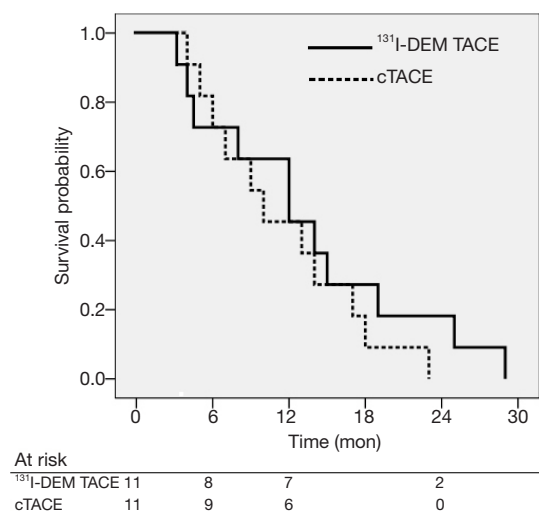 1.0
0.8
0.6
0.4
0.2
0.0
Survival probability
¹³¹I-DEM TACE
cTACE
0 6 12 18 24 30
Time (mon)
At risk
¹³¹I-DEM TACE 11 8 7 2
cTACE 11 9 6 0